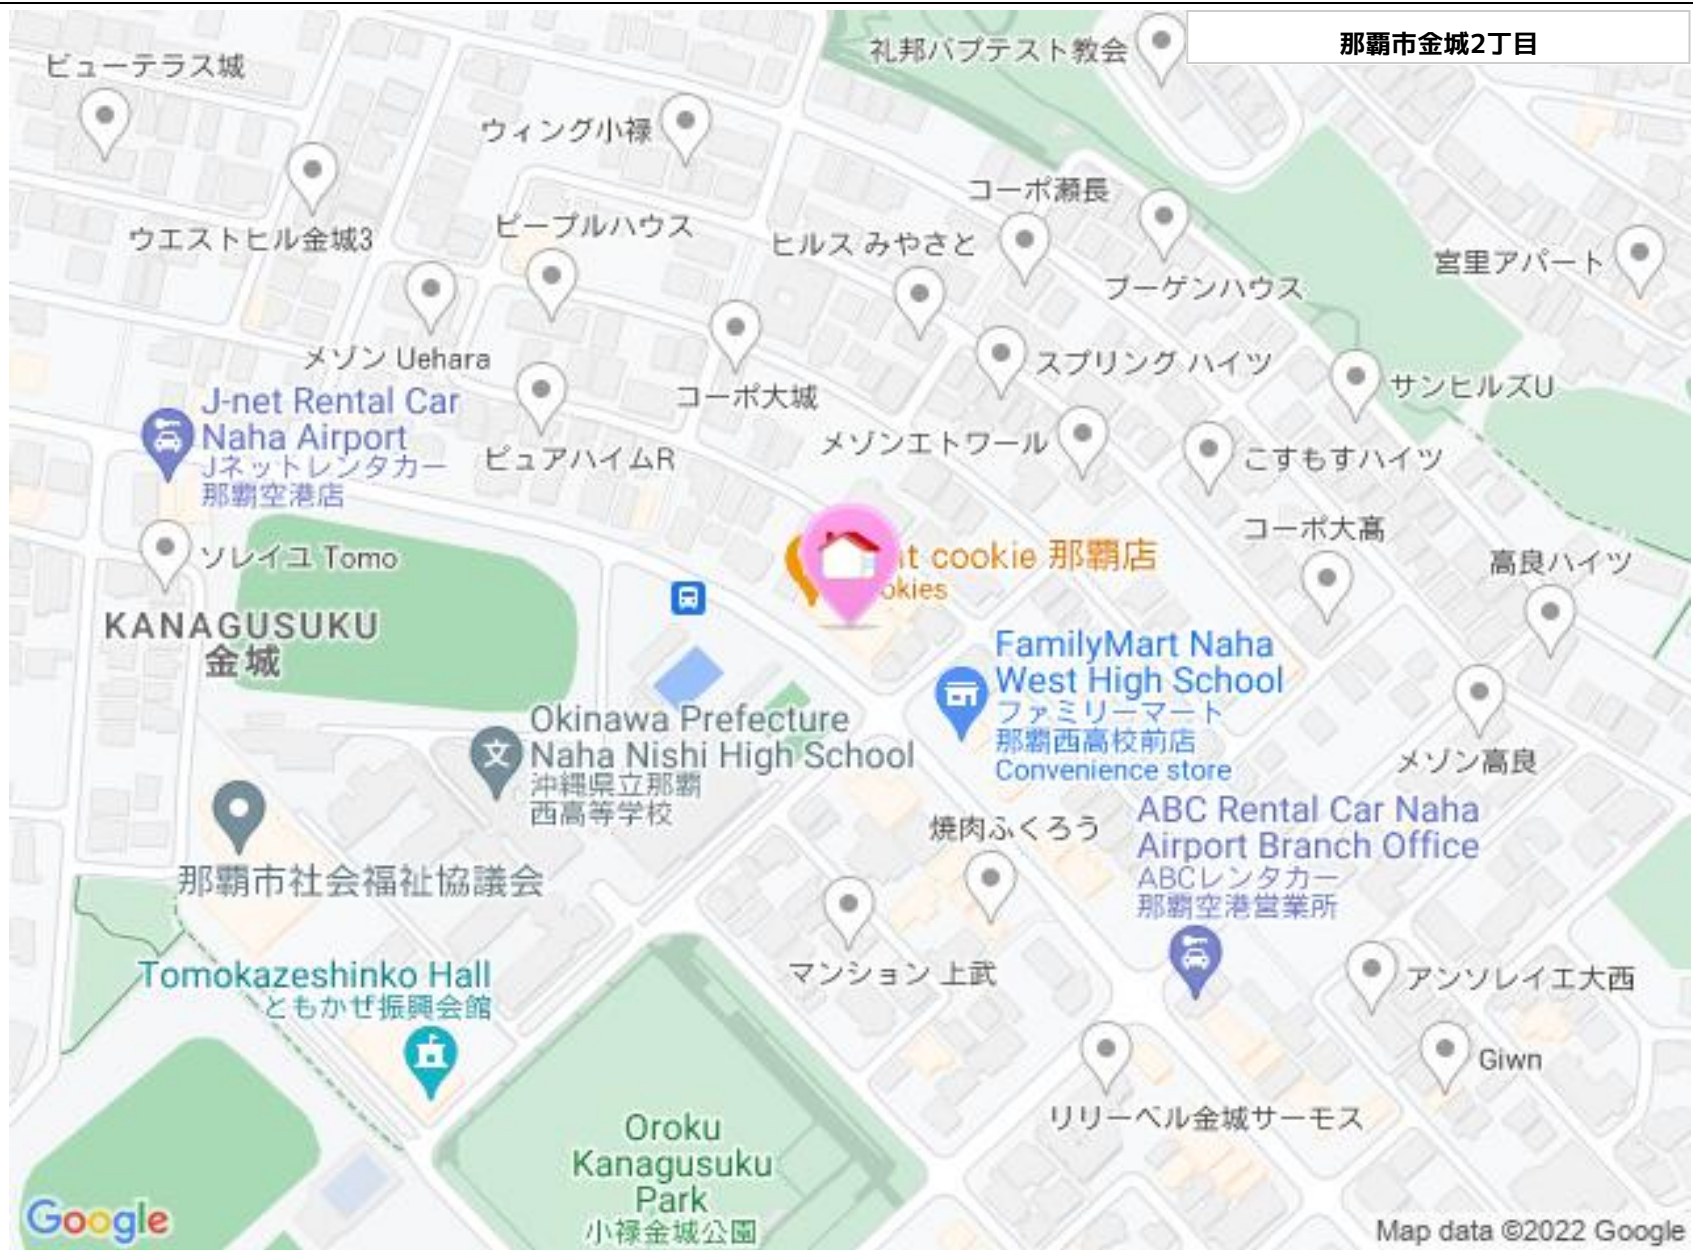 那覇市金城2丁目
礼邦バプテスト教会
ビューテラス城
ウィング小禄
コーポ瀬長
ウエストヒル金城3
ピープルハウス
ヒルス みやさと
宮里アパート
ブーゲンハウス
メゾン Uehara
スプリング ハイツ
サンヒルズU
コーポ大城
J-net Rental Car
Naha Airport
Jネットレンタカー
那覇空港店
メゾンエトワール
ピュアハイムR
こすもすハイツ
コーポ大髙
ソレイユ Tomo
nt cookie 那覇店
okies
高良ハイツ
KANAGUSUKU
金城
FamilyMart Naha
West High School
ファミリーマート
那覇西高校前店
Convenience store
Okinawa Prefecture
Naha Nishi High School
沖縄県立那覇
西高等学校
文
メゾン高良
焼肉ふくろう
ABC Rental Car Naha
Airport Branch Office
ABCレンタカー
那覇空港営業所
那覇市社会福祉協議会
マンション 上武
アンソレイエ大西
Tomokazeshinko Hall
ともかぜ振興会館
Giwn
リリーベル金城サーモス
Oroku
Kanagusuku
Park
小禄金城公園
Google
Map data ©2022 Google